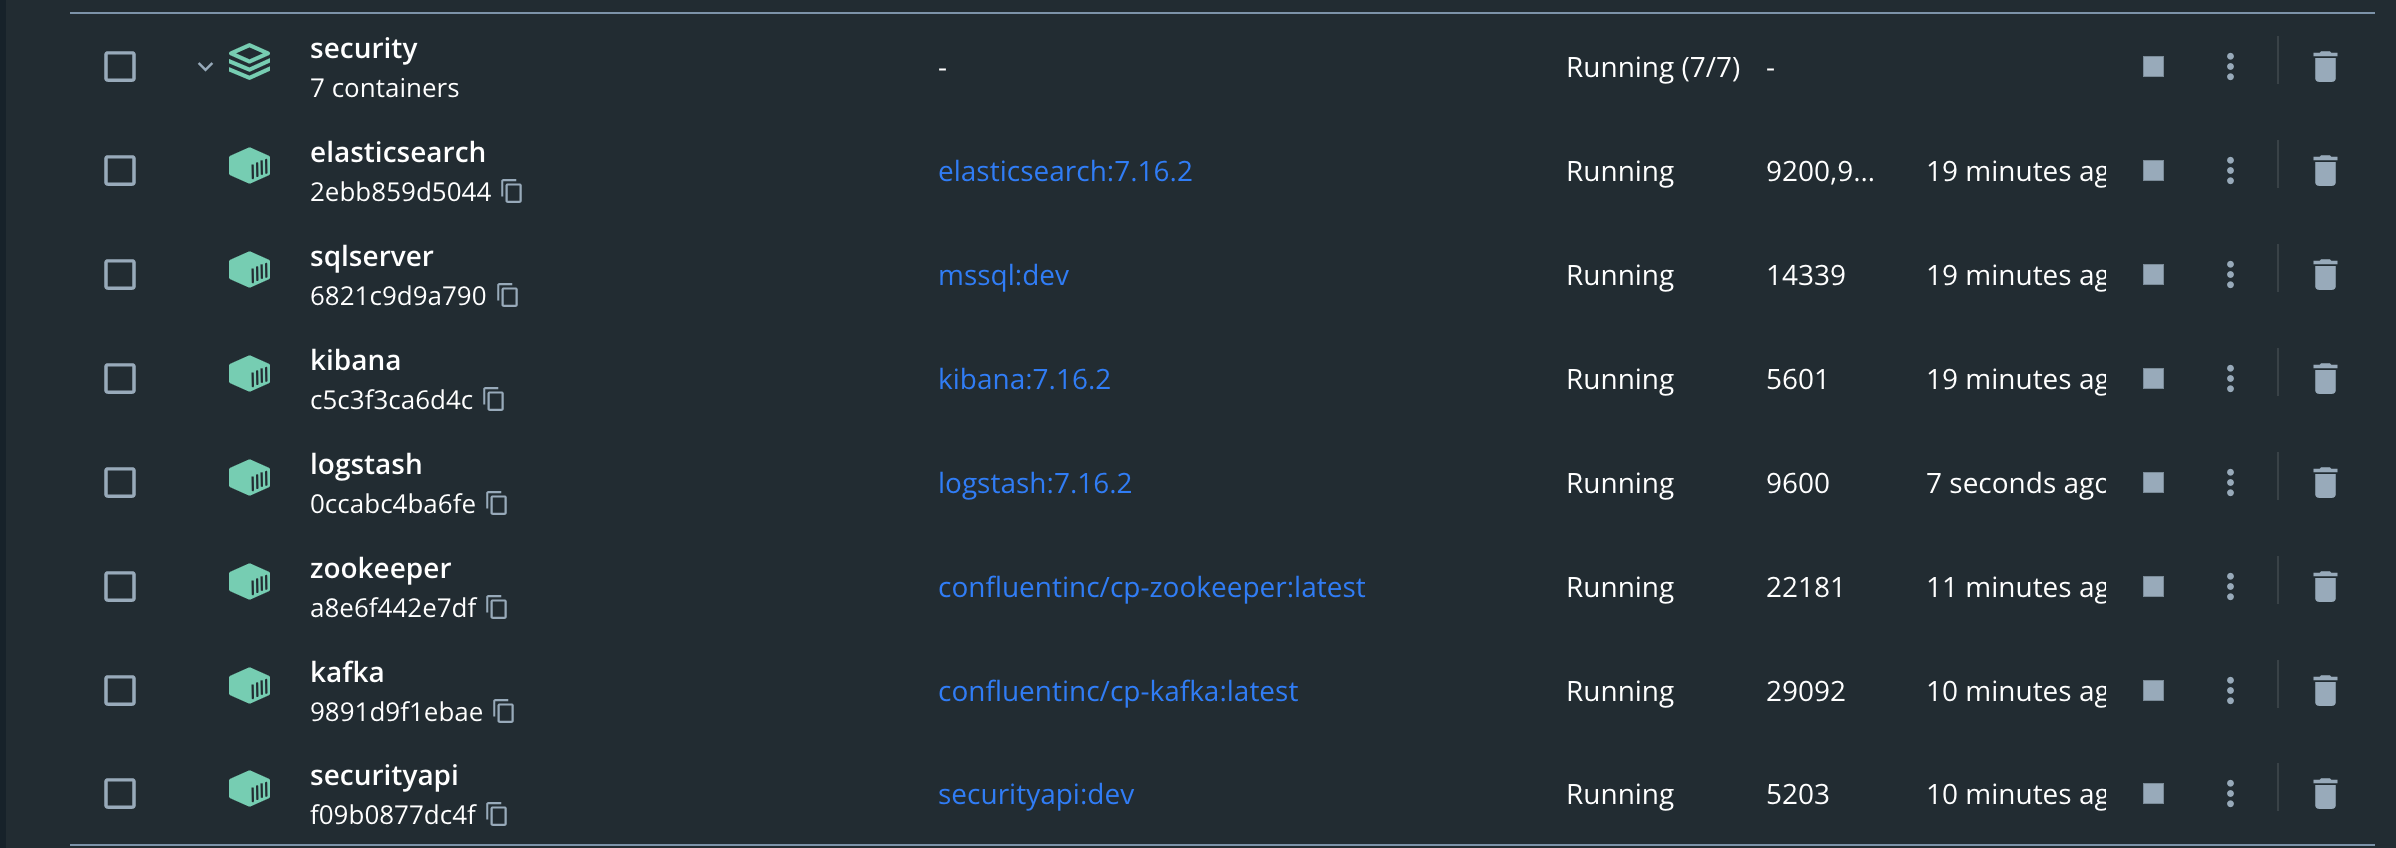 security
7 containers
-
Running (7/7)
-
elasticsearch
2ebb859d5044
elasticsearch:7.16.2
Running
9200,9...
19 minutes ag
sqlserver
6821c9d9a790
mssql:dev
Running
14339
19 minutes ag
kibana
c5c3f3ca6d4c
kibana:7.16.2
Running
5601
19 minutes ag
logstash
0ccabc4ba6fe
logstash:7.16.2
Running
9600
7 seconds agc
zookeeper
a8e6f442e7df
confluentinc/cp-zookeeper:latest
Running
22181
11 minutes ag
kafka
9891d9f1ebae
confluentinc/cp-kafka:latest
Running
29092
10 minutes ag
securityapi
f09b0877dc4f
securityapi:dev
Running
5203
10 minutes ag